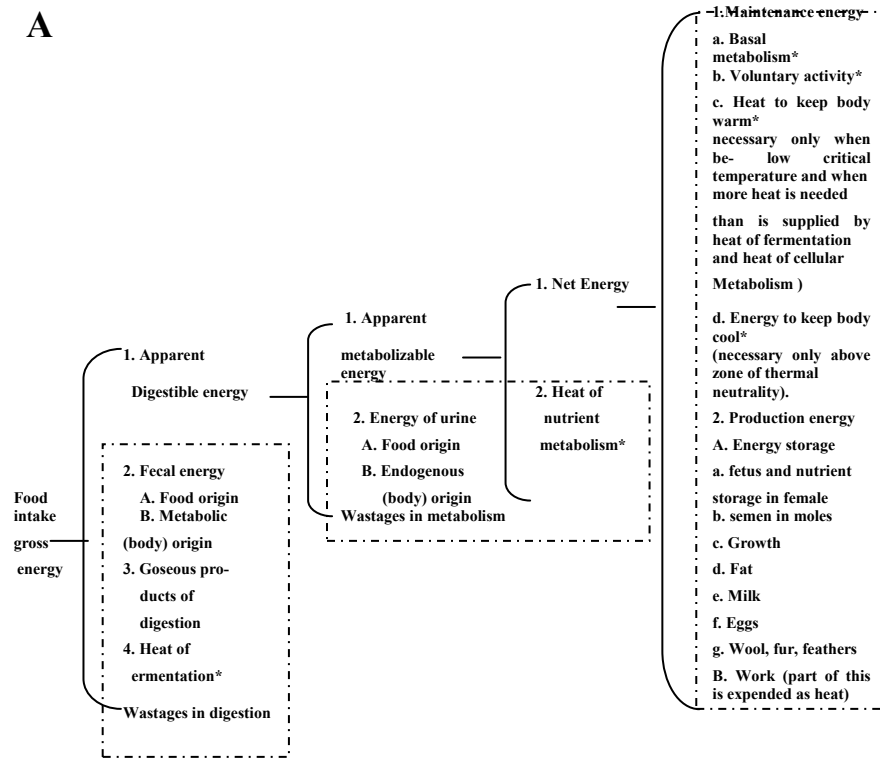 A
Food
intake
gross
energy
1. Apparent
Digestible energy
2. Fecal energy
A. Food origin
B. Metabolic
(body) origin
3. Goseous pro-
ducts of
digestion
4. Heat of
ermentation*
Wastages in digestion
1. Apparent
metabolizable
energy
2. Energy of urine
A. Food origin
B. Endogenous
(body) origin
Wastages in metabolism
1. Net Energy
2. Heat of
nutrient
metabolism*
1.Maintenance energy
a. Basal
metabolism*
b. Voluntary activity*
c. Heat to keep body
warm*
necessary only when
be- low critical
temperature and when
more heat is needed
than is supplied by
heat of fermentation
and heat of cellular
Metabolism )
d. Energy to keep body
cool*
(necessary only above
zone of thermal
neutrality).
2. Production energy
A. Energy storage
a. fetus and nutrient
storage in female
b. semen in moles
c. Growth
d. Fat
e. Milk
f. Eggs
g. Wool, fur, feathers
B. Work (part of this
is expended as heat)